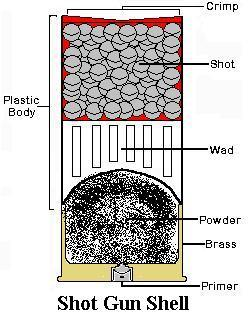 Crimp
Shot
Plastic
Body
Wad
Powder
Brass
Primer
Shot Gun Shell